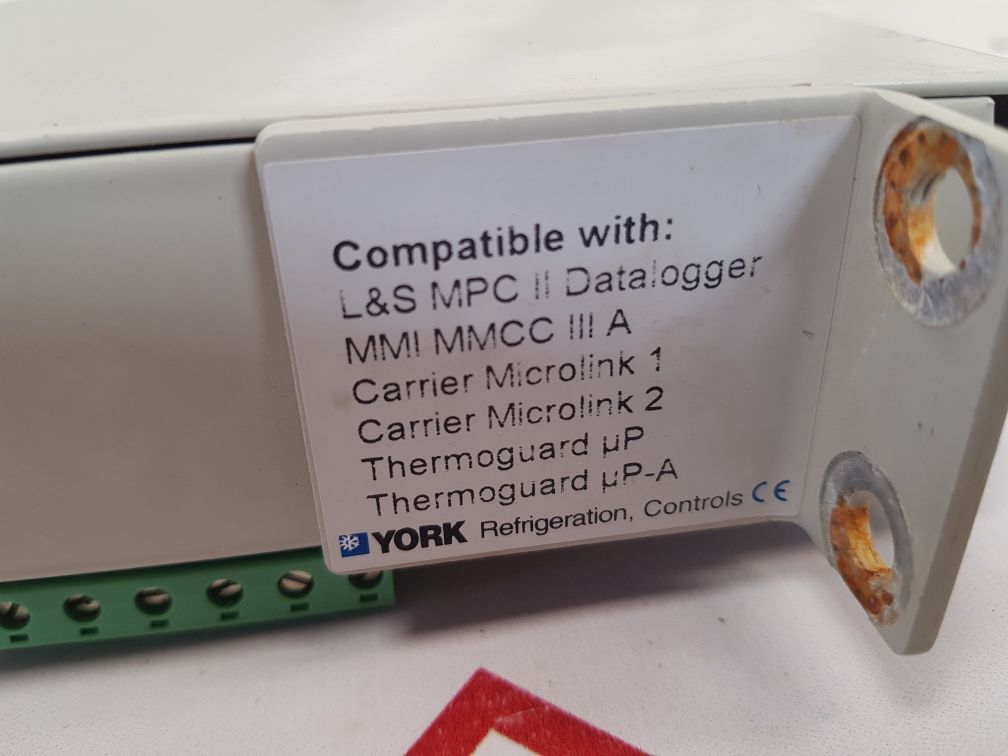 Compatible with:
L&S MPC II Datalogger
MMI MMCC III A
Carrier Microlink 1
Carrier Microlink 2
Thermoguard µP
Thermoguard µP-A
YORK Refrigeration, Controls CE